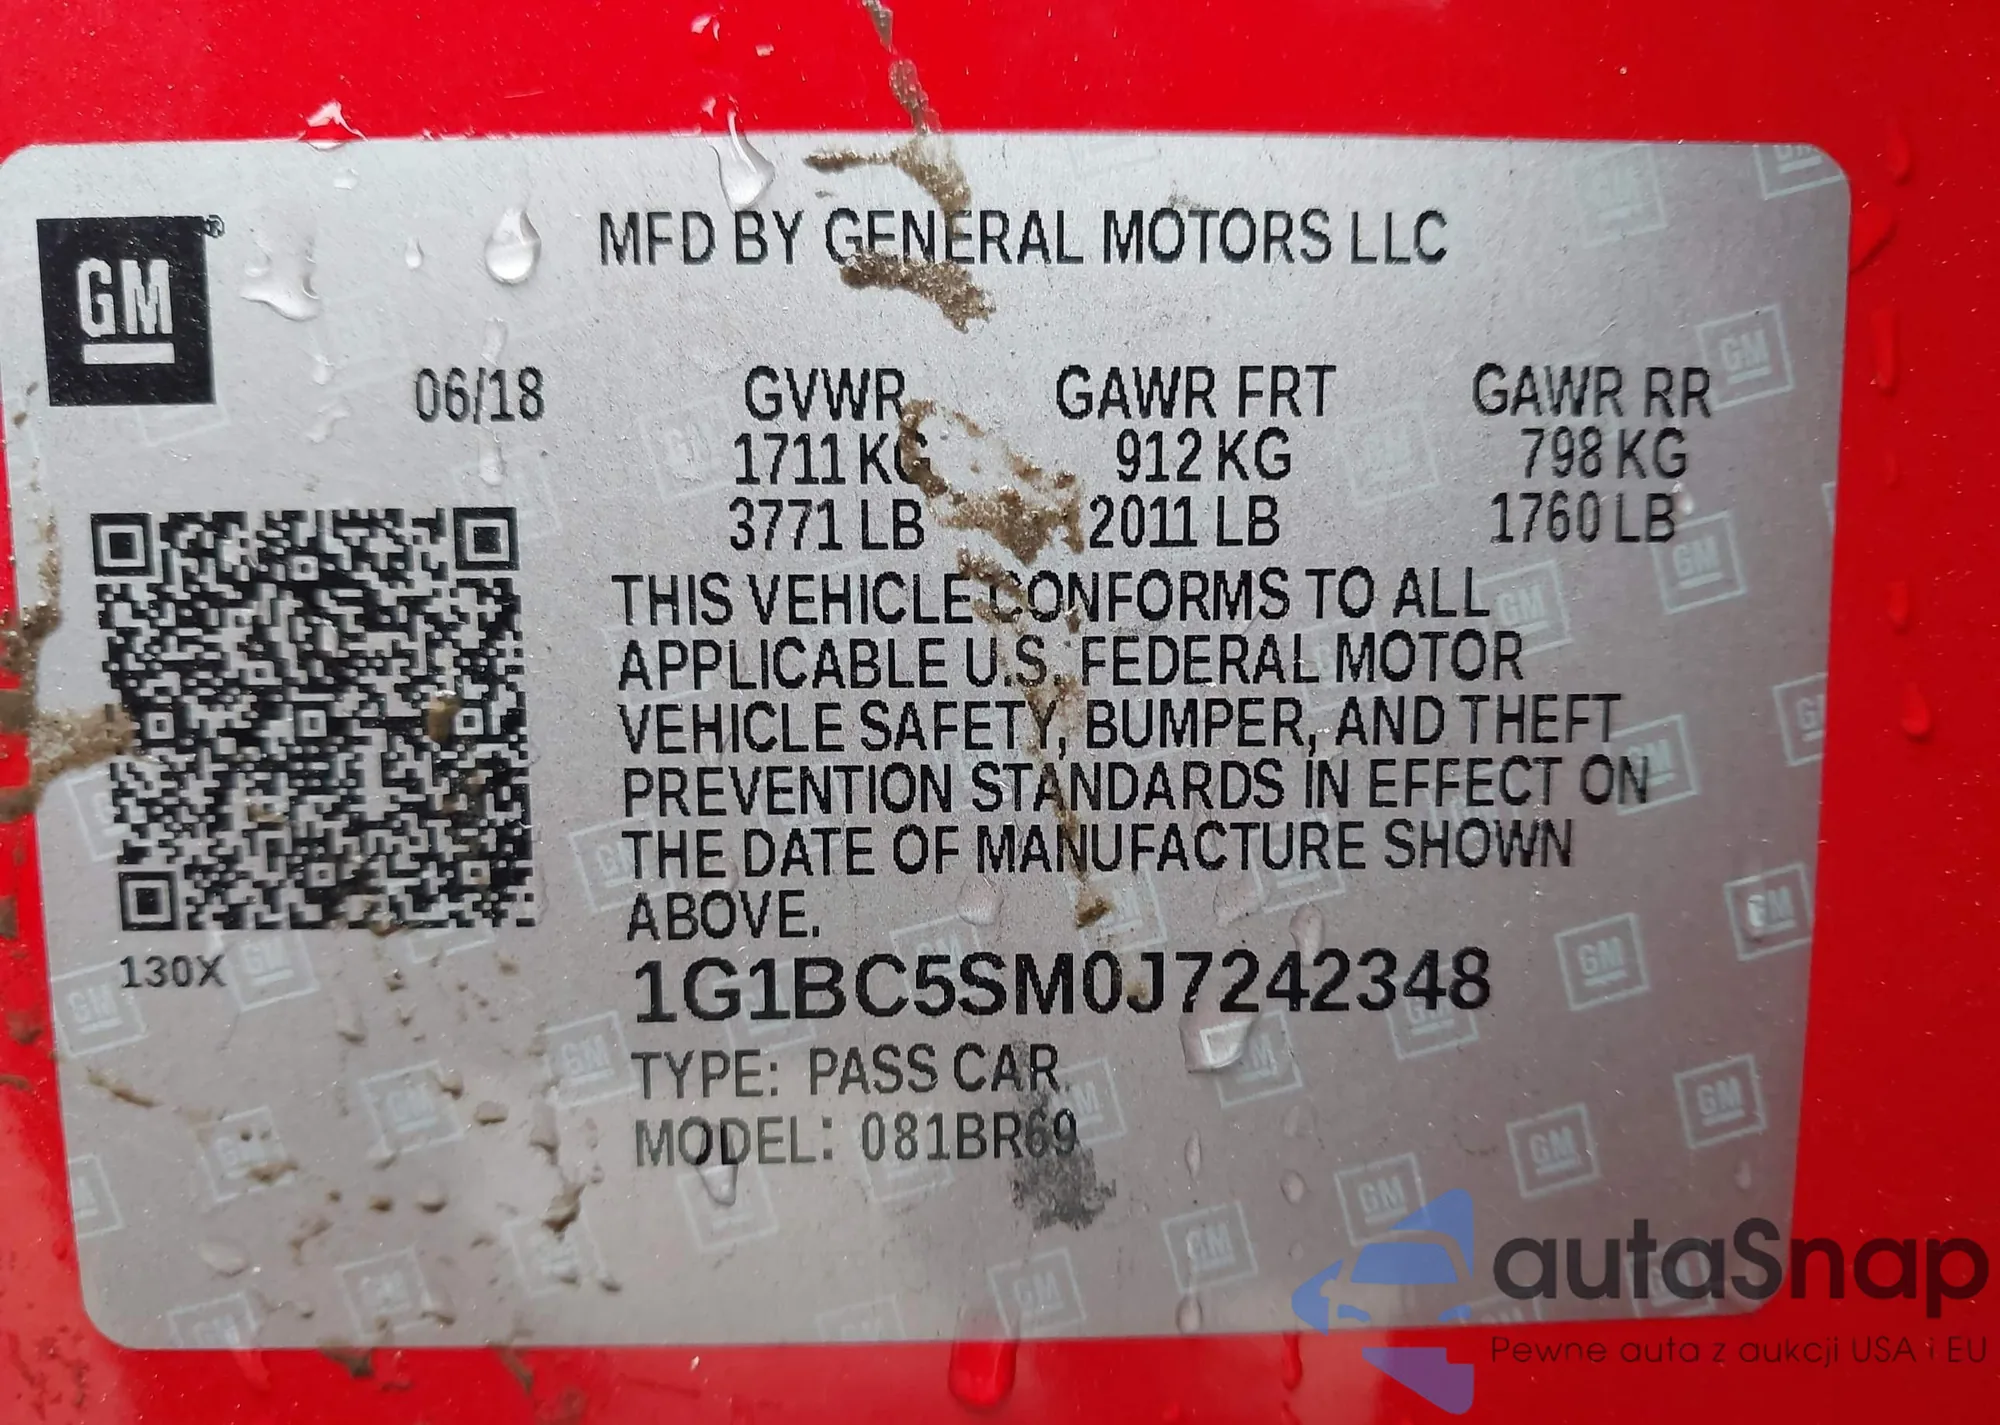 MFD BY GENERAL MOTORS LLC
GM®
06/18 GVWR GAWR FRT GAWR RR
1711 KG 912 KG 798 KG
3771 LB 2011 LB 1760 LB
THIS VEHICLE CONFORMS TO ALL
APPLICABLE U.S. FEDERAL MOTOR
VEHICLE SAFETY, BUMPER, AND THEFT
PREVENTION STANDARDS IN EFFECT ON
THE DATE OF MANUFACTURE SHOWN
ABOVE.
130X
1G1BC5SM0J7242348
TYPE: PASS CAR
MODEL: 081BR69
autaSnap
Pewne auta z aukcji USA i EU